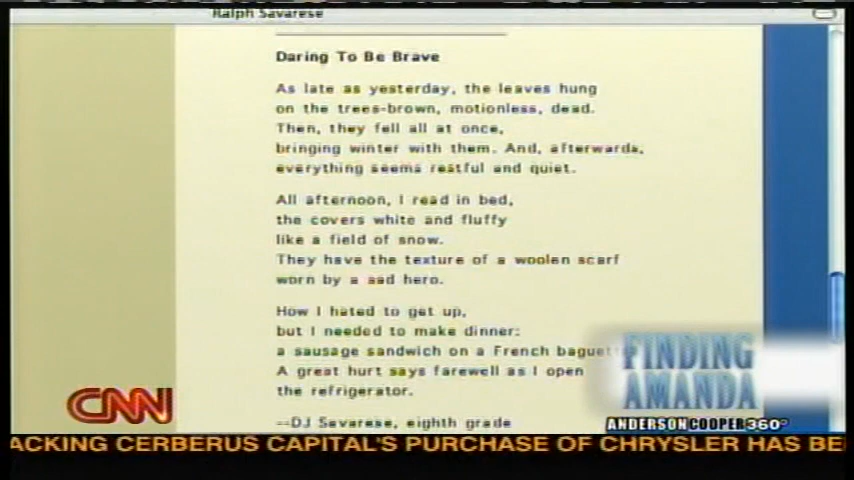 Ralph Savarese
Daring To Be Brave
As late as yesterday, the leaves hung
on the trees-brown, motionless, dead.
Then, they fell all at once,
bringing winter with them. And, afterwards,
everything seems restful and quiet.
All afternoon, I read in bed,
the covers white and fluffy
like a field of snow.
They have the texture of a woolen scarf
worn by a sad hero.
How I hated to get up,
but I needed to make dinner:
a sausage sandwich on a French baguet
A great hurt says farewell as I open
the refrigerator.
--DJ Savarese, eighth grade
FINDING
AMANDA
CNN
ANDERSON COOPER 360°
ACKING CERBERUS CAPITAL'S PURCHASE OF CHRYSLER HAS BE